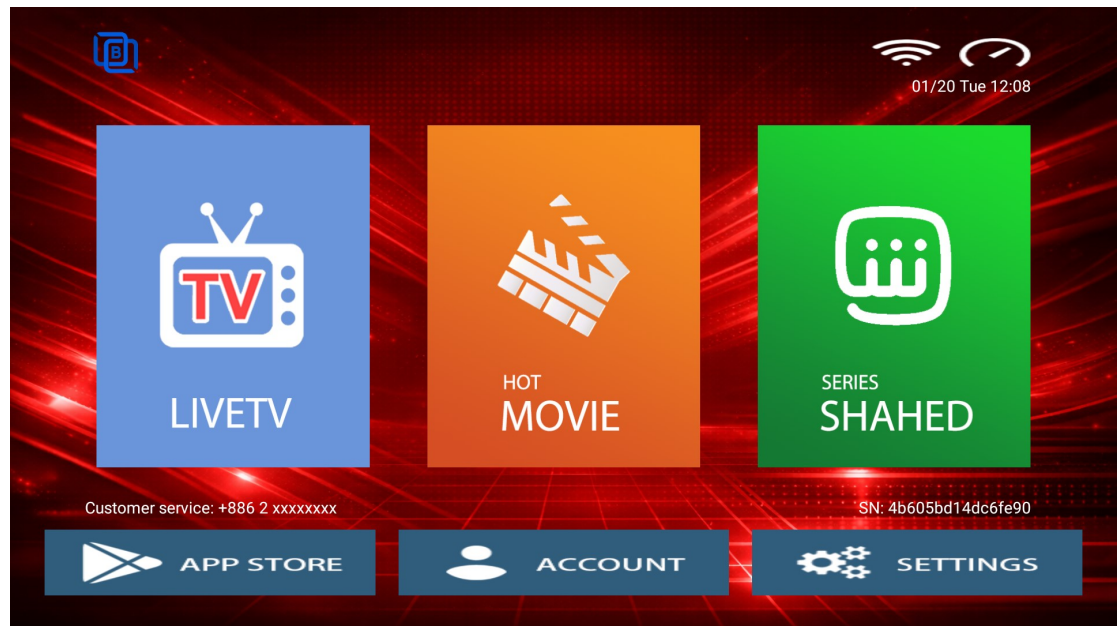 B
01/20 Tue 12:08
TV
LIVETV
HOT
MOVIE
SERIES
SHAHED
Customer service: +886 2 xxxxxxxx
SN: 4b605bd14dc6fe90
APP STORE
ACCOUNT
SETTINGS